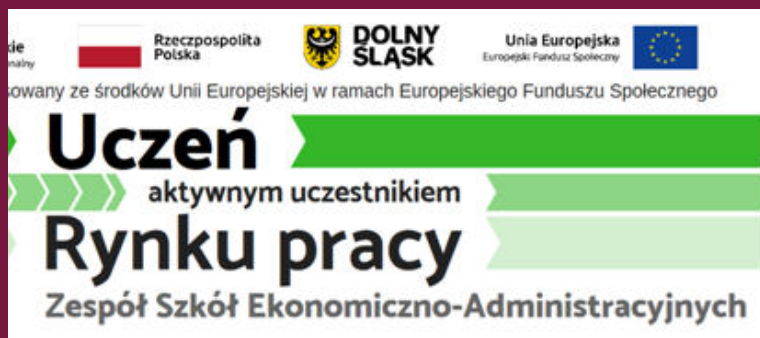 Rzeczpospolita
Polska
DOLNY
ŚLĄSK
Unia Europejska
Europejski Fundusz Społeczny
ze środków Unii Europejskiej w ramach Europejskiego Funduszu Społecznego
Uczeń
aktywnym uczestnikiem
Rynku pracy
Zespół Szkół Ekonomiczno-Administracyjnych